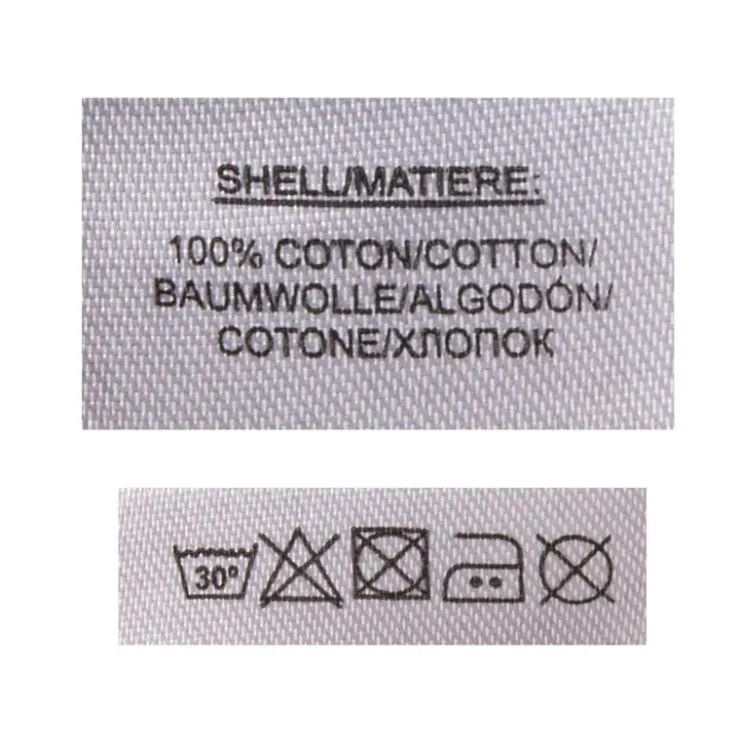 SHELL/MATIERE:
100% COTON/COTTON/
BAUMWOLLE/ALGODÓN/
COTONE/ХЛОПОК
30°